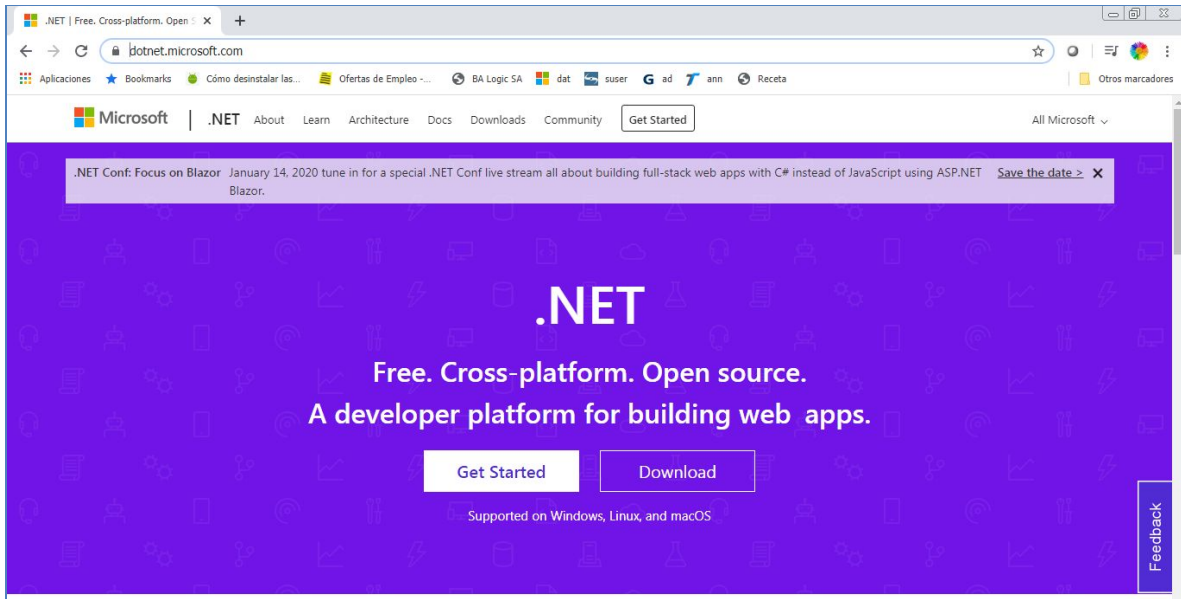 .NET | Free. Cross-platform. Open S
dotnet.microsoft.com
Aplicaciones Bookmarks Cómo desinstalar las... Ofertas de Empleo -... BA Logic SA dat suser ad ann Receta Otros marcadores
Microsoft | .NET About Learn Architecture Docs Downloads Community Get Started All Microsoft
.NET Conf: Focus on Blazor January 14, 2020 tune in for a special .NET Conf live stream all about building full-stack web apps with C# instead of JavaScript using ASP.NET Save the date >
Blazor.
.NET
Free. Cross-platform. Open source.
A developer platform for building web apps.
Get Started Download
Supported on Windows, Linux, and macOS
Feedback